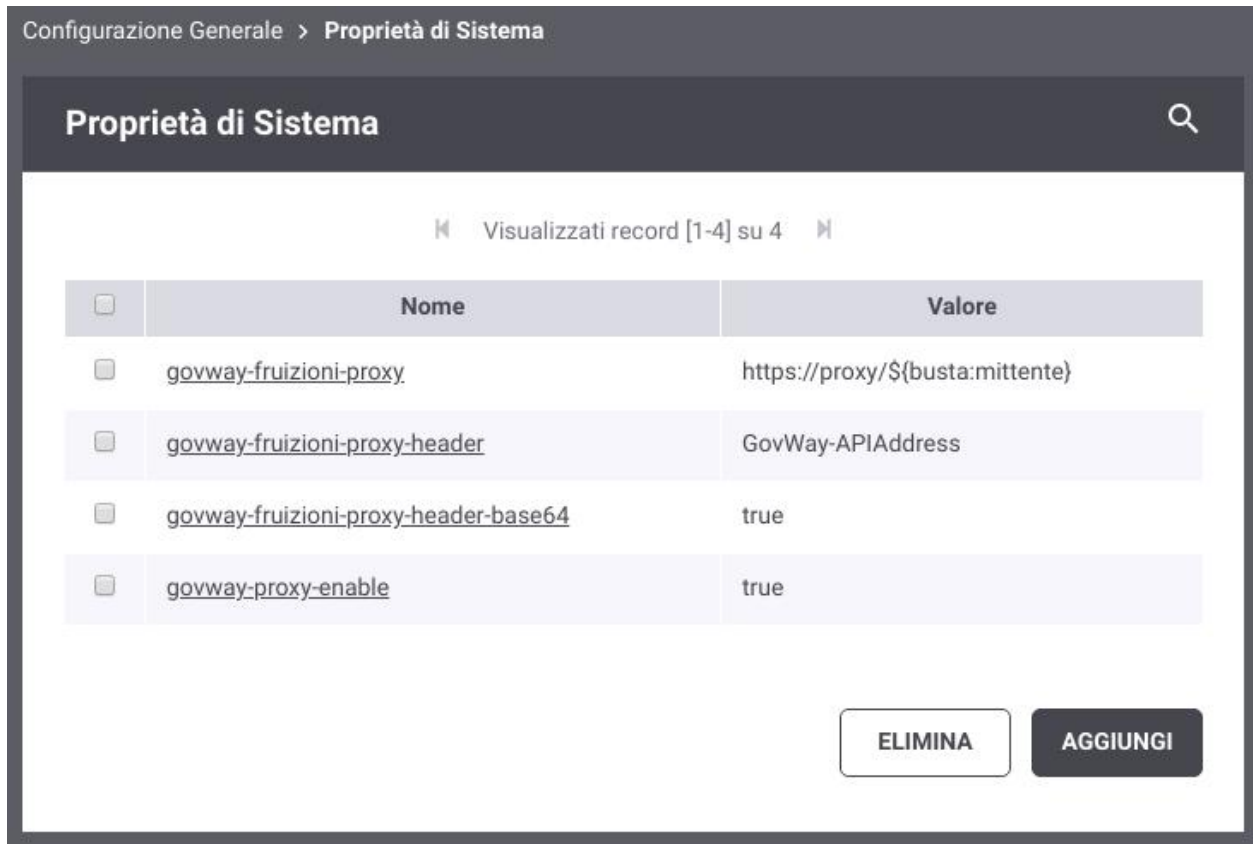 Configurazione Generale > Proprietà di Sistema
Proprietà di Sistema
Visualizzati record [1-4] su 4
Nome Valore
govway-fruizioni-proxy https://proxy/${busta:mittente}
govway-fruizioni-proxy-header GovWay-APIAddress
govway-fruizioni-proxy-header-base64 true
govway-proxy-enable true
ELIMINA AGGIUNGI